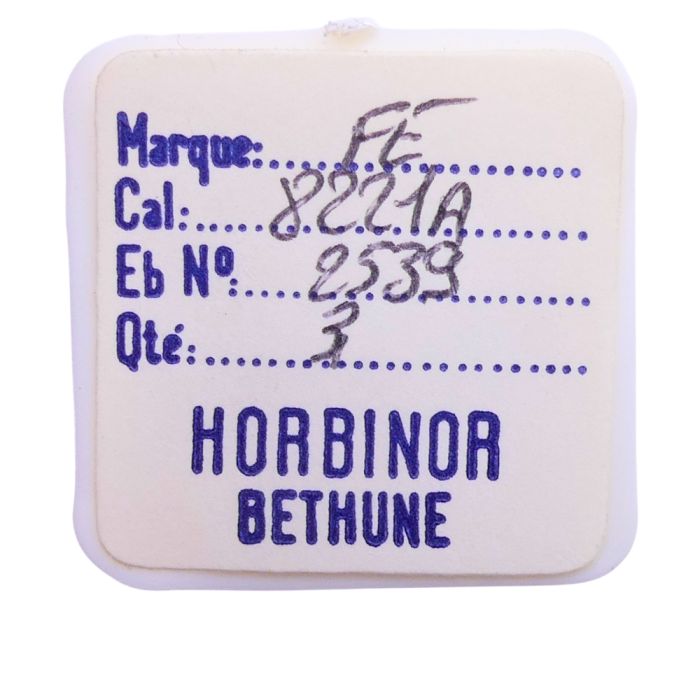 Marque: FE
Cal: 8221A
Eb Nº: 2539
Qté: 3
HORBINOR
BETHUNE